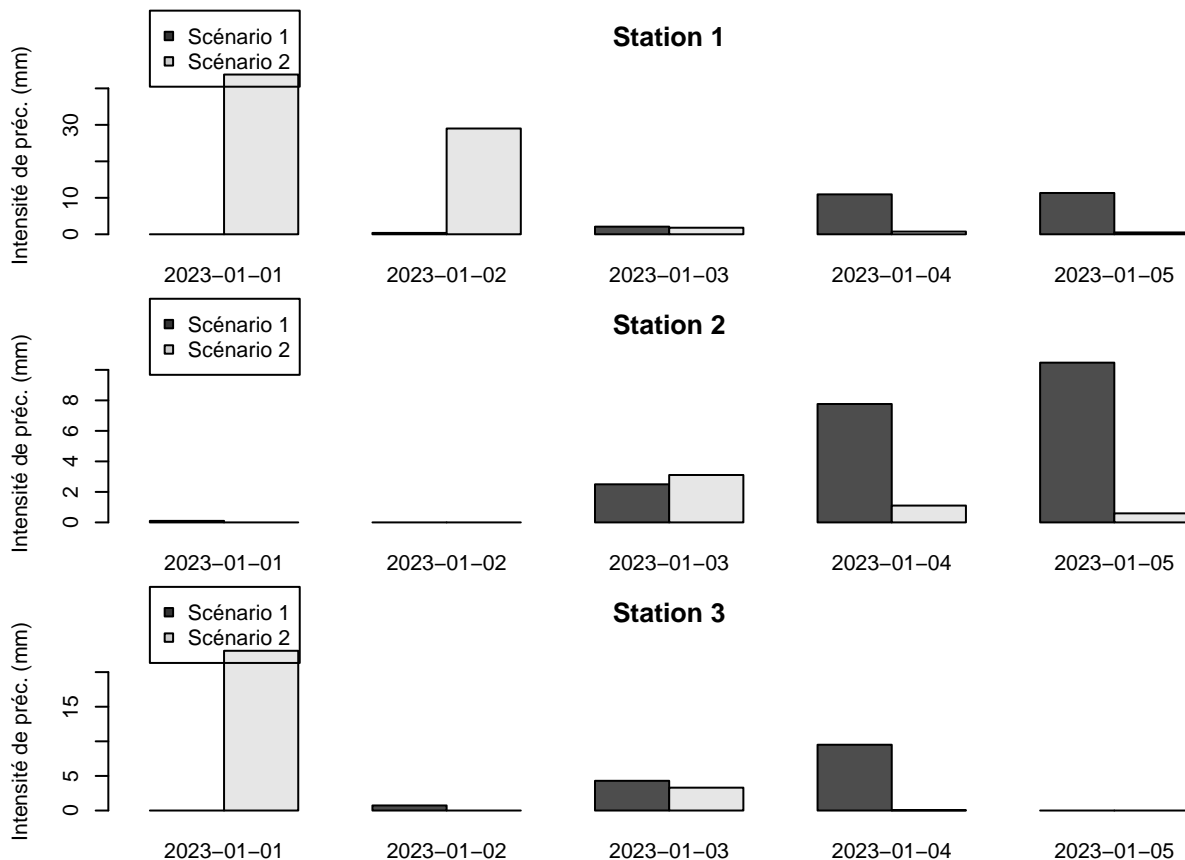 Station 1
Scénario 1
Scénario 2
Intensité de préc. (mm)
30
10
0
2023−01−01 2023−01−02 2023−01−03 2023−01−04 2023−01−05
Station 2
Scénario 1
Scénario 2
Intensité de préc. (mm)
8
6
4
2
0
2023−01−01 2023−01−02 2023−01−03 2023−01−04 2023−01−05
Station 3
Scénario 1
Scénario 2
Intensité de préc. (mm)
15
5
0
2023−01−01 2023−01−02 2023−01−03 2023−01−04 2023−01−05